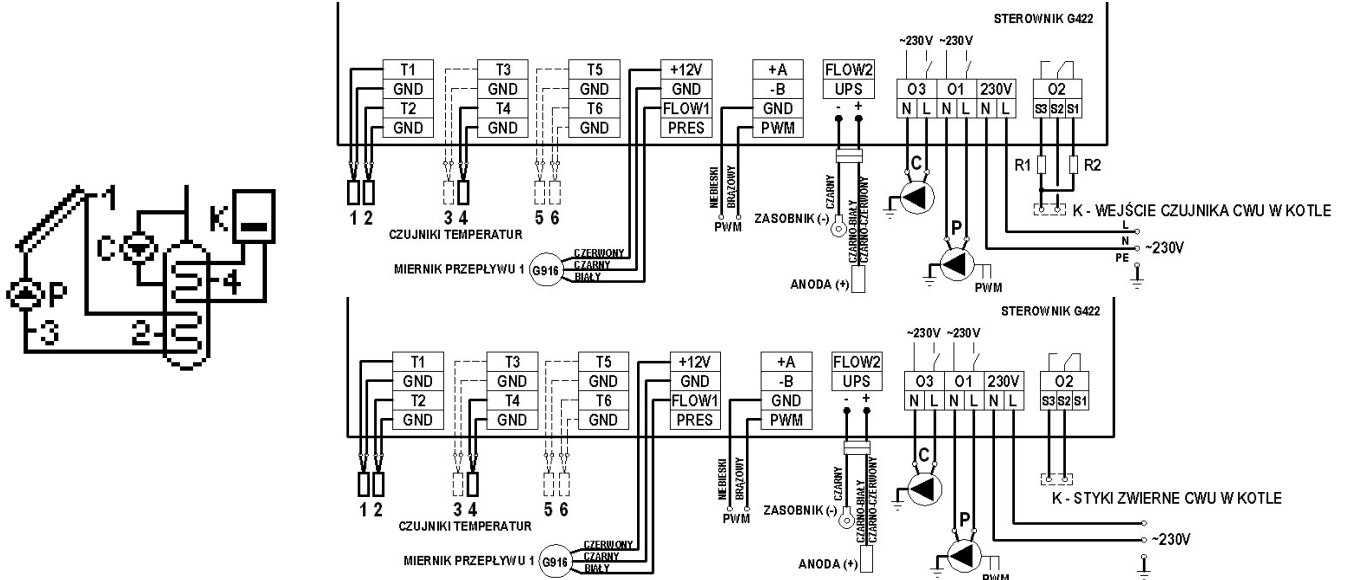 1
K
C
4
P
3
2
STEROWNIK G422
~230V ~230V
T1 T3 T5 +12V +A FLOW2 O3 O1 230V O2
GND GND GND GND -B UPS N L N L N L S3 S2 S1
T2 T4 T6 FLOW1 GND - +
GND GND GND PRES PWM
NIEBIESKI BRĄZOWY CZARNY CZARNO-BIAŁY CZARNO-CZERWONY
C R1 R2
1 2 3 4 5 6 PWM ZASOBNIK (-) P K - WEJŚCIE CZUJNIKA CWU W KOTLE
CZUJNIKI TEMPERATUR
L
N ~230V
PE
CZERWONY
MIERNIK PRZEPŁYWU 1 G916 CZARNY
BIAŁY
ANODA (+) PWM
STEROWNIK G422
~230V ~230V
T1 T3 T5 +12V +A FLOW2 O3 O1 230V O2
GND GND GND GND -B UPS N L N L N L S3 S2 S1
T2 T4 T6 FLOW1 GND - +
GND GND GND PRES PWM
NIEBIESKI BRĄZOWY CZARNY CZARNO-BIAŁY CZARNO-CZERWONY
C
K - STYKI ZWIERNE CWU W KOTLE
1 2 3 4 5 6 PWM ZASOBNIK (-) P
CZUJNIKI TEMPERATUR
~230V
CZERWONY
MIERNIK PRZEPŁYWU 1 G916 CZARNY
BIAŁY
ANODA (+) PWM